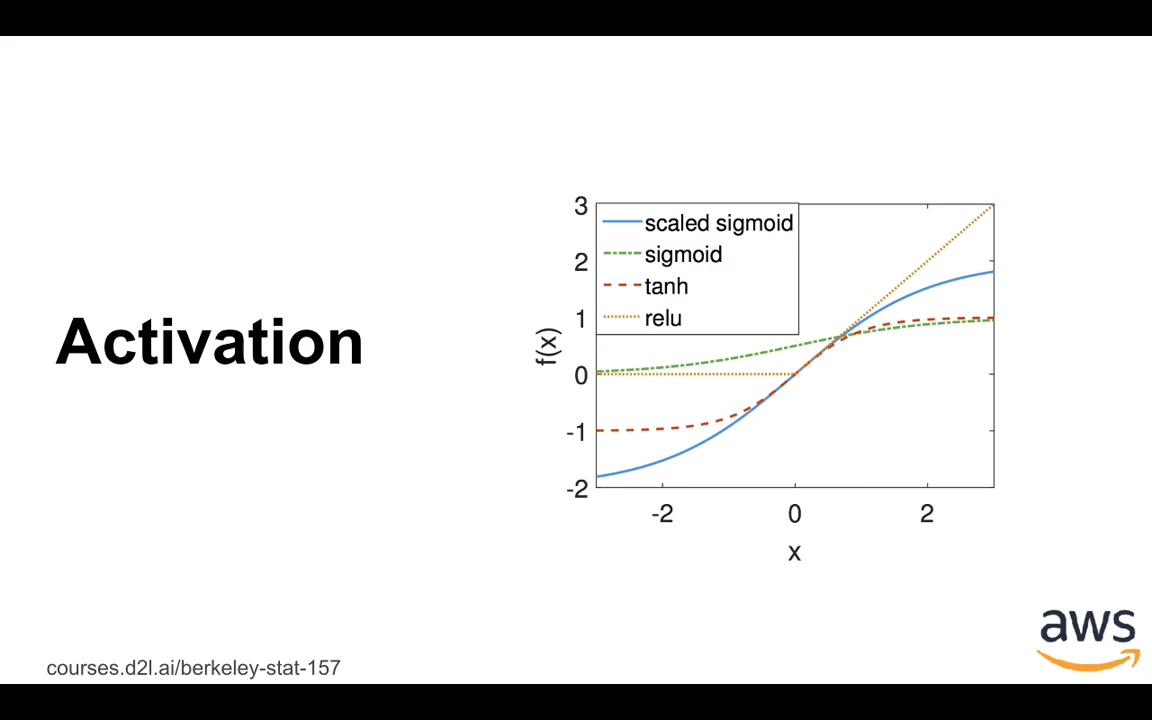 Activation
3
2
1
0
-1
-2
f(x)
scaled sigmoid
sigmoid
tanh
relu
-2
0
2
x
aws
courses.d2l.ai/berkeley-stat-157